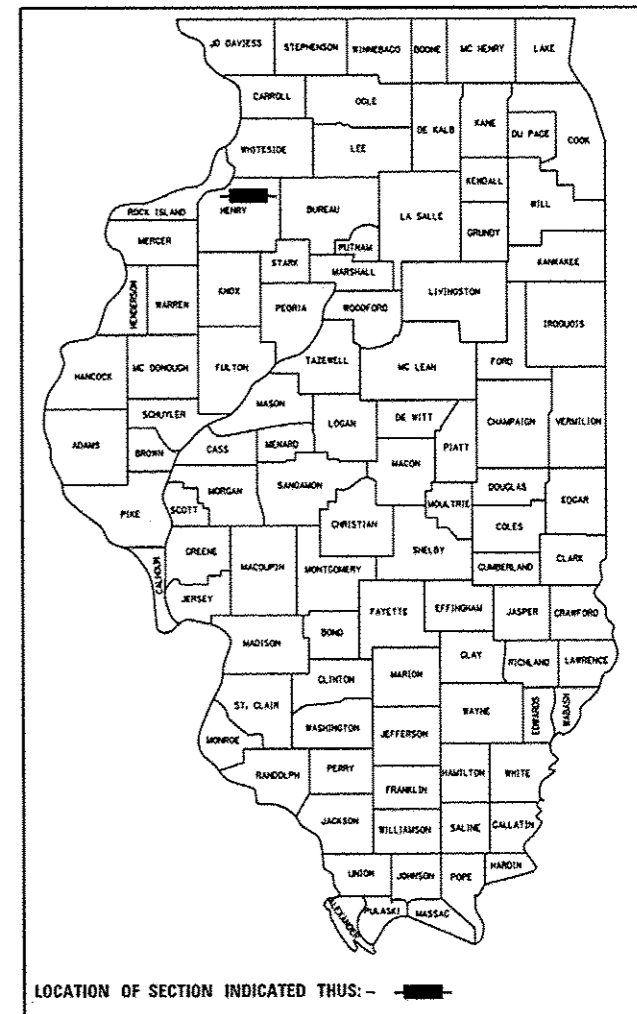 JO DAVIESS STEPHENSON WINNEBAGO BOONE MC HENRY LAKE
CARROLL OGLE DE KALB KANE DU PAGE COOK
WHITESIDE LEE
KENDALL WILL
ROCK ISLAND HENRY BUREAU LA SALLE
MERCER PUTNAM GRUNDY
STARK MARSHALL KANKAKEE
HENDERSON WARREN KNOX PEORIA WOODFORD LIVINGSTON
IROQUOIS
HANCOCK MC DONOUGH FULTON TAZEWELL MC LEAN FORD
SCHUYLER MASON LOGAN DE WITT CHAMPAIGN VERMILION
ADAMS BROWN CASS MENARD PIATT
MACON
PIKE SCOTT MORGAN SANGAMON MOULTRIE DOUGLAS EDGAR
CHRISTIAN COLES
CALHOUN GREENE MACOUPIN MONTGOMERY SHELBY CUMBERLAND CLARK
JERSEY FAYETTE EFFINGHAM JASPER CRAWFORD
MADISON BOND
CLAY RICHLAND LAWRENCE
CLINTON MARION
ST. CLAIR WAYNE EDWARDS WABASH
WASHINGTON JEFFERSON
MONROE
RANDOLPH PERRY HAMILTON WHITE
FRANKLIN
JACKSON WILLIAMSON SALINE GALLATIN
UNION JOHNSON POPE HARDIN
ALEXANDER PULASKI MASSAC
LOCATION OF SECTION INDICATED THUS: -